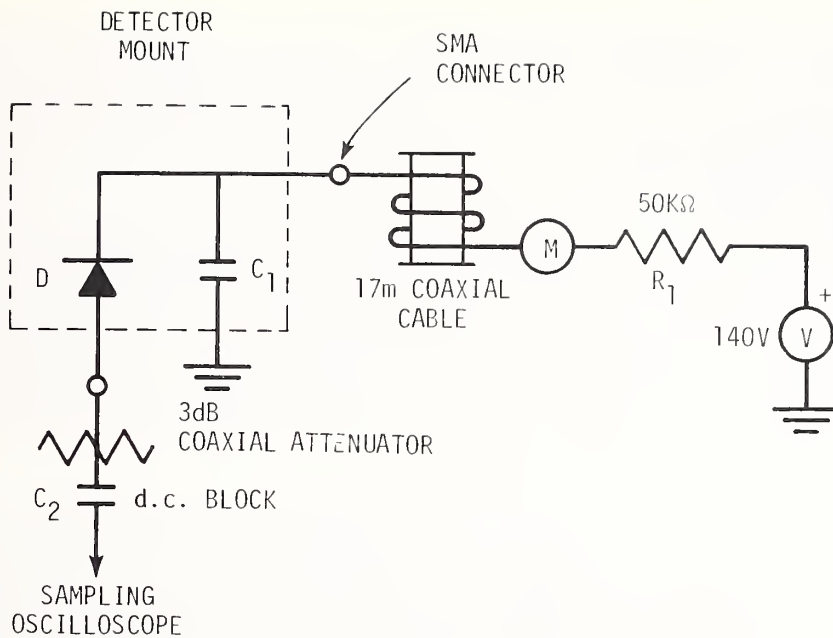 DETECTOR
MOUNT
SMA
CONNECTOR
50KΩ
M
R1
D
C1
17m COAXIAL
CABLE
+
140V
V
3dB
COAXIAL ATTENUATOR
C2
d.c. BLOCK
SAMPLING
OSCILLOSCOPE